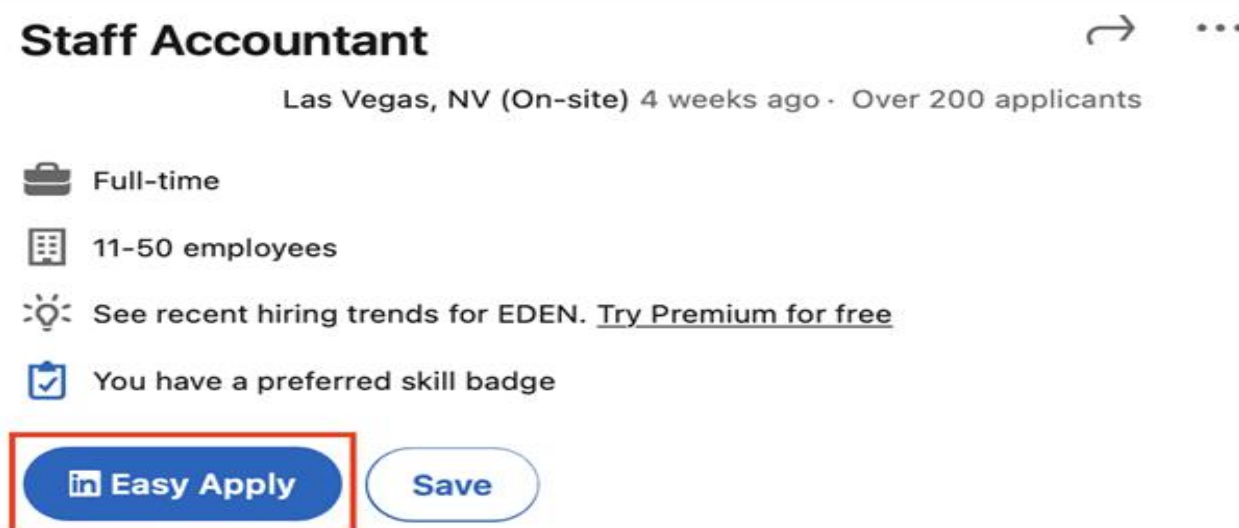 Staff Accountant
Las Vegas, NV (On-site) 4 weeks ago · Over 200 applicants
Full-time
11-50 employees
See recent hiring trends for EDEN. Try Premium for free
You have a preferred skill badge
in Easy Apply
Save